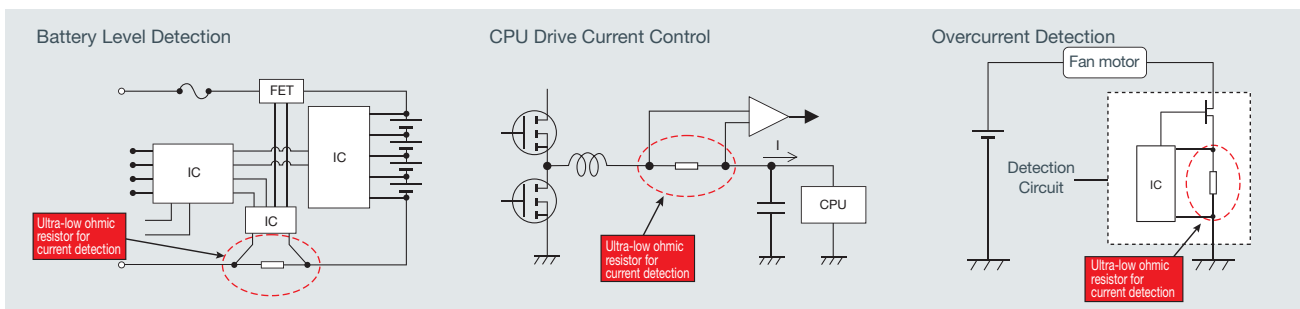 Battery Level Detection
FET
IC
IC
IC
Ultra-low ohmic
resistor for
current detection
CPU Drive Current Control
I
CPU
Ultra-low ohmic
resistor for
current detection
Overcurrent Detection
Fan motor
Detection
Circuit
IC
Ultra-low ohmic
resistor for
current detection